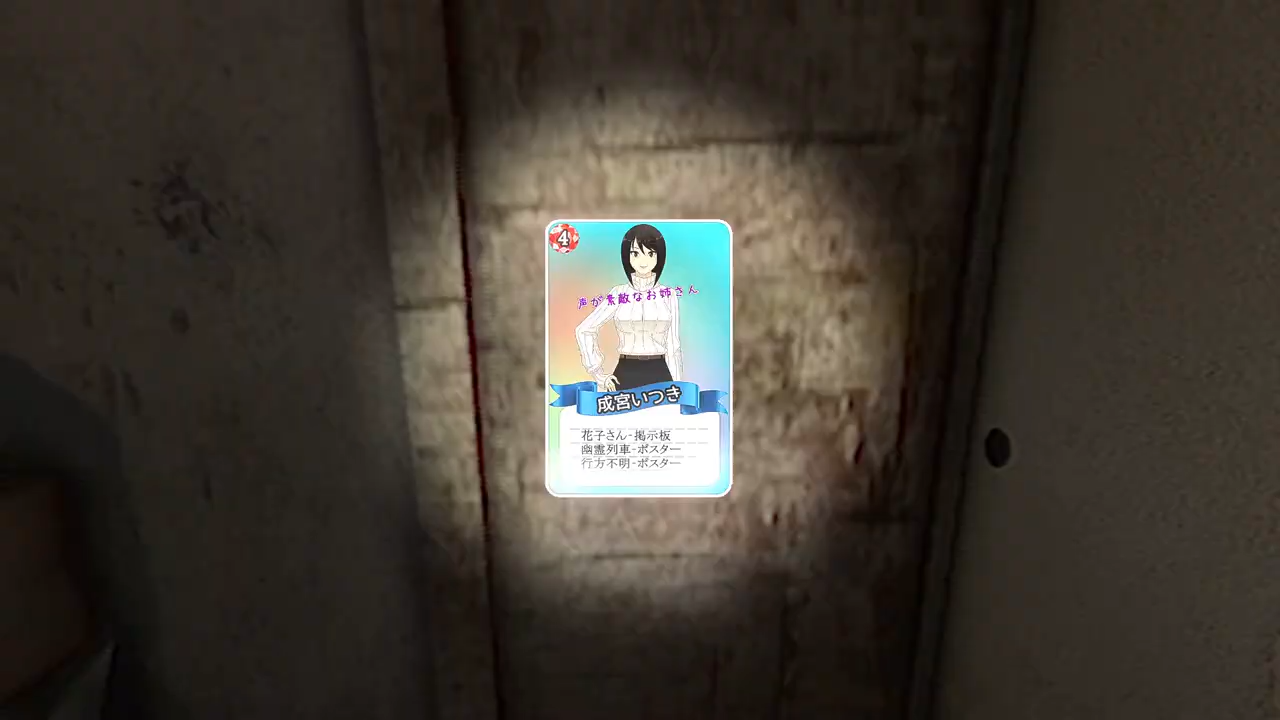 4
声が素敵なお姉さん
成宮いつき
花子さん-掲示板
幽霊列車-ポスター
行方不明-ポスター